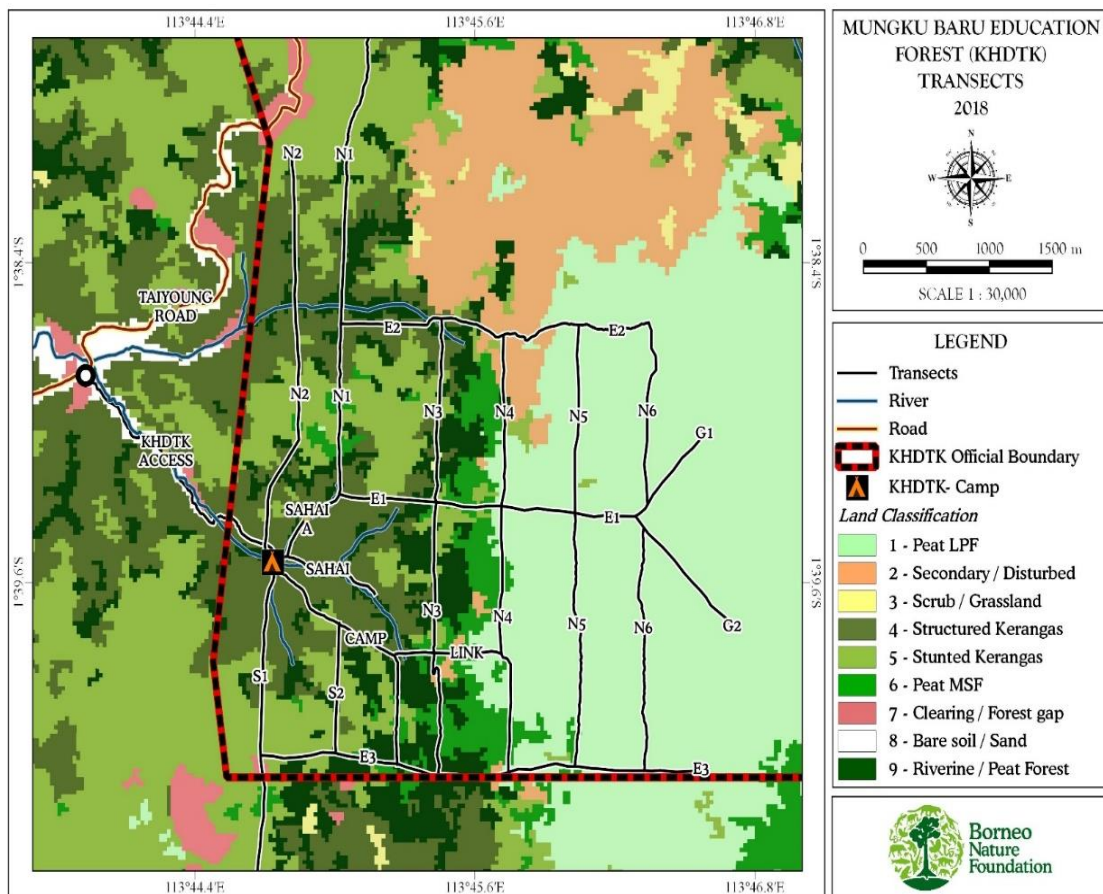 113°44.4'E
113°45.6'E
113°46.8'E
MUNGKU BARU EDUCATION
FOREST (KHDTK)
TRANSECTS
2018
N
W
E
S
0
500
1000
1500 m
SCALE 1 : 30,000
1°38.4'S
1°38.4'S
N2
N1
TAIYOUNG
ROAD
E2
E2
N2
N1
N3
N4
N5
N6
G1
KHDTK
ACCESS
E1
E1
SAHAI
A
SAHAI
1°39.6'S
1°39.6'S
N3
N4
N5
N6
G2
CAMP
LINK
S1
S2
E3
E3
113°44.4'E
113°45.6'E
113°46.8'E
LEGEND
Transects
River
Road
KHDTK Official Boundary
KHDTK- Camp
Land Classification
1 - Peat LPF
2 - Secondary / Disturbed
3 - Scrub / Grassland
4 - Structured Kerangas
5 - Stunted Kerangas
6 - Peat MSF
7 - Clearing / Forest gap
8 - Bare soil / Sand
9 - Riverine / Peat Forest
Borneo
Nature
Foundation